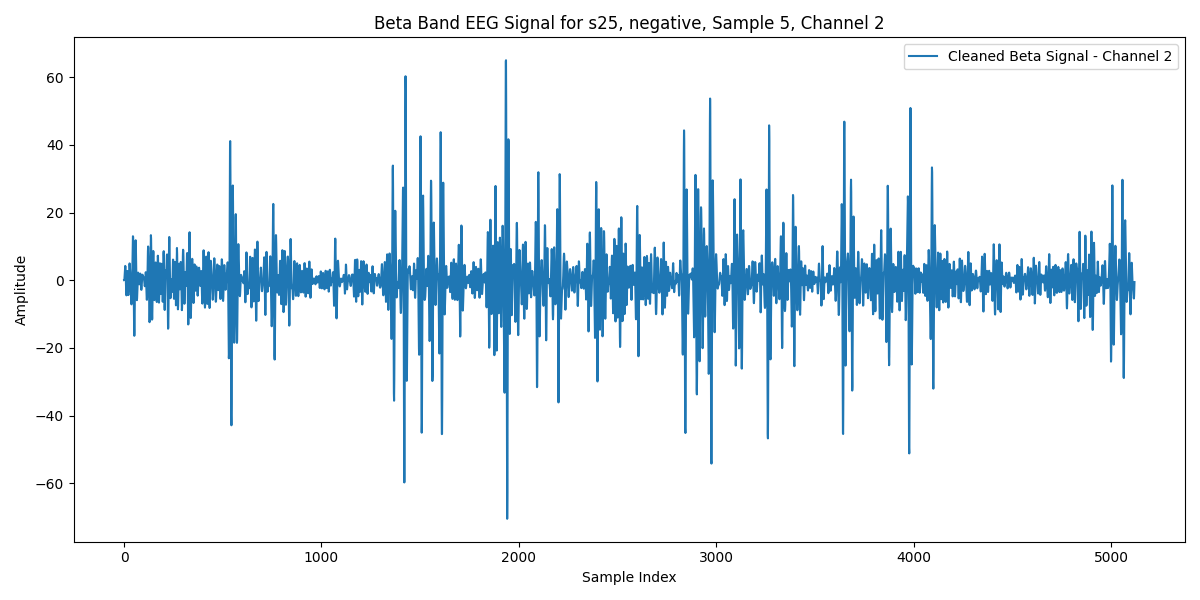 Beta Band EEG Signal for s25, negative, Sample 5, Channel 2
Cleaned Beta Signal - Channel 2
60
40
20
0
−20
−40
−60
Amplitude
0 1000 2000 3000 4000 5000
Sample Index